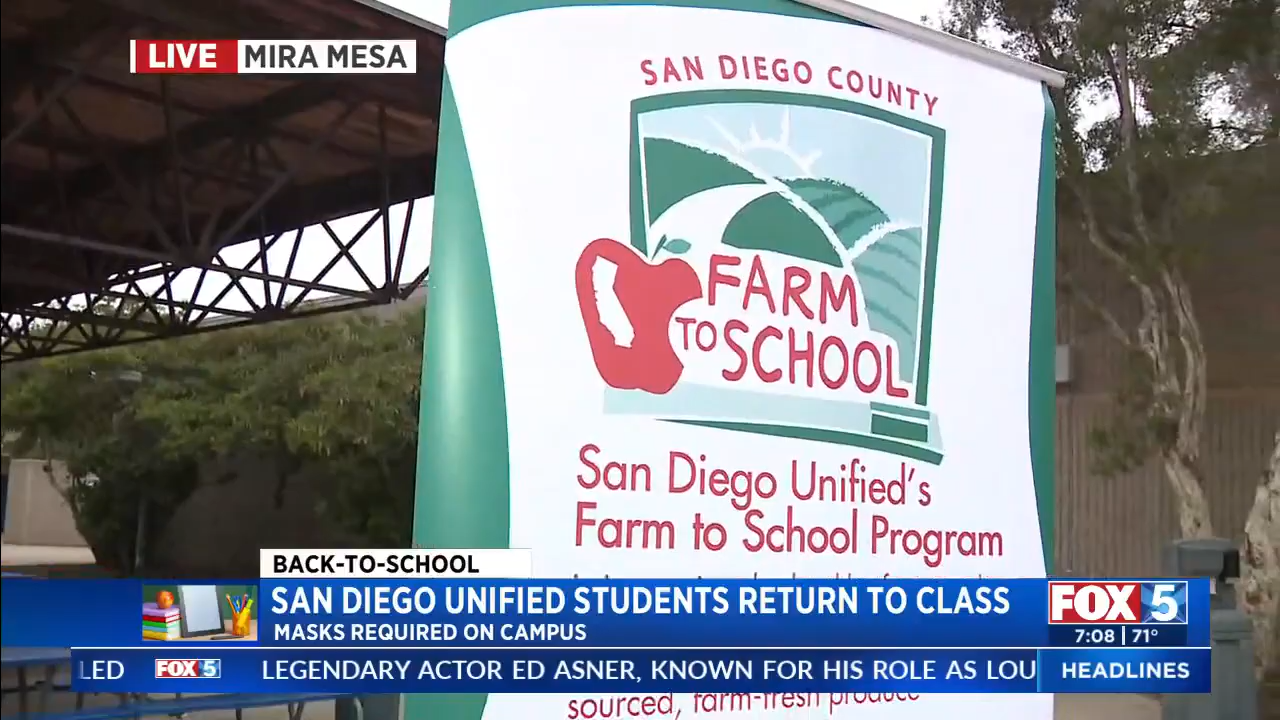 LIVE MIRA MESA
SAN DIEGO COUNTY
FARM
TO SCHOOL
San Diego Unified's
Farm to School Program
BACK-TO-SCHOOL
SAN DIEGO UNIFIED STUDENTS RETURN TO CLASS
MASKS REQUIRED ON CAMPUS
FOX 5
7:08 71°
LED FOX 5 LEGENDARY ACTOR ED ASNER, KNOWN FOR HIS ROLE AS LOU
HEADLINES
sourced, farm-fresh produce